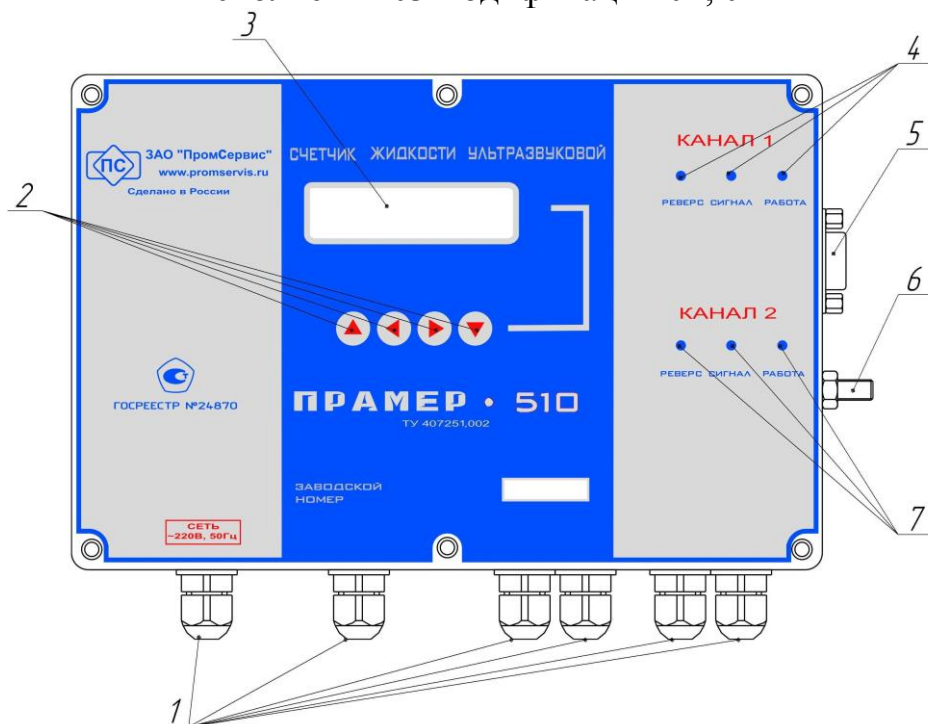 3
4
5
2
6
7
1
ПС
ЗАО "ПромСервис"
www.promservis.ru
Сделано в России
СЧЕТЧИК ЖИДКОСТИ УЛЬТРАЗВУКОВОЙ
КАНАЛ 1
РЕВЕРС СИГНАЛ РАБОТА
КАНАЛ 2
РЕВЕРС СИГНАЛ РАБОТА
ГОСРЕЕСТР №24870
ПРАМЕР · 510
ТУ 407251,002
ЗАВОДСКОЙ
НОМЕР
СЕТЬ
~220В, 50Гц